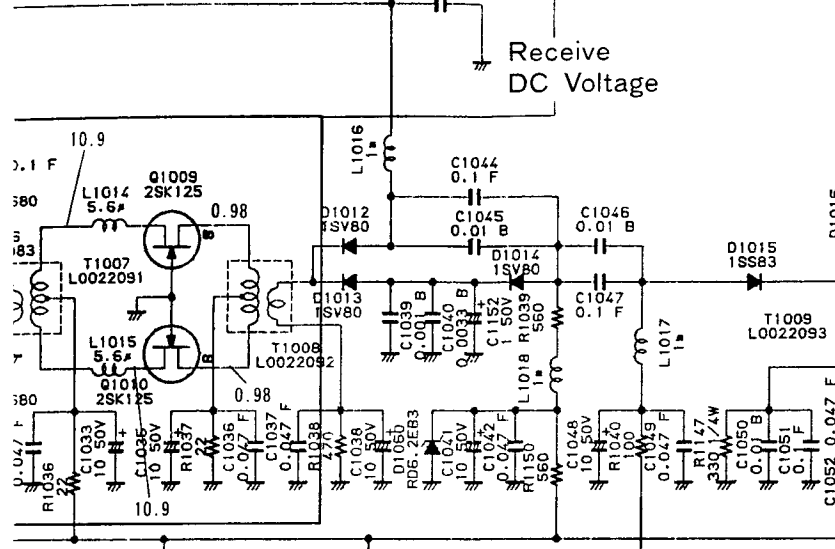 Receive
DC Voltage
10.9
0.1 F
Q1009
2SK125
L1016
1m
C1044
0.1 F
L1014
5.6μ
0.98
D1012
1SV80
C1045
0.01 B
C1046
0.01 B
T1007
L0022091
D1014
1SV80
D1015
1SS83
D1013
1SV80
C1047
0.1 F
C1039
0.001 B
C1040
0.0033 B
C1152
1 50V
R1039
560
L1017
1m
T1009
L0022093
L1015
5.6μ
T1008
L0022092
L1018
1m
Q1010
2SK125
0.98
C1033
10 50V
C1035
10 50V
R1037
22
C1036
0.047 F
C1037
0.047 F
R1038
470
C1038
10 50V
D1060
RD6.2EB3
C1041
10 50V
C1042
0.047 F
R1150
560
C1048
10 50V
R1040
100
C1049
0.047 F
R1147
330 1/4W
C1050
0.01 B
C1051
0.1 F
C1052 0.047 F
0.047 F
R1036
22
10.9